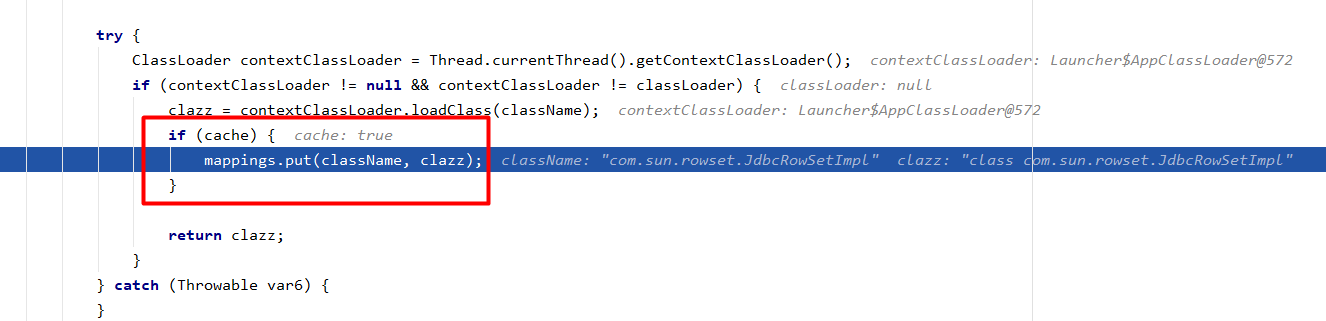 try {
ClassLoader contextClassLoader = Thread.currentThread().getContextClassLoader(); contextClassLoader: Launcher$AppClassLoader@572
if (contextClassLoader != null && contextClassLoader != classLoader) { classLoader: null
clazz = contextClassLoader.loadClass(className); contextClassLoader: Launcher$AppClassLoader@572
if (cache) { cache: true
mappings.put(className, clazz); className: "com.sun.rowset.JdbcRowSetImpl" clazz: "class com.sun.rowset.JdbcRowSetImpl"
}
return clazz;
}
} catch (Throwable var6) {
}